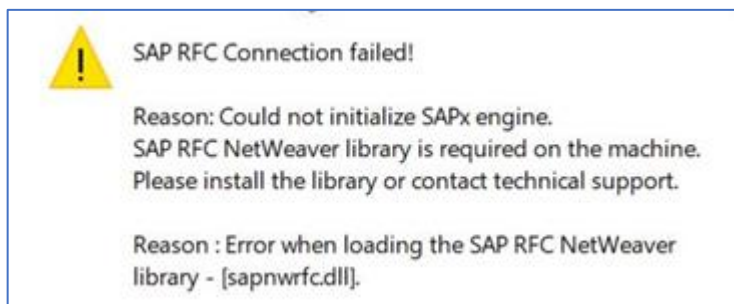 SAP RFC Connection failed!
Reason: Could not initialize SAPx engine.
SAP RFC NetWeaver library is required on the machine.
Please install the library or contact technical support.
Reason : Error when loading the SAP RFC NetWeaver
library - [sapnwrfc.dll].